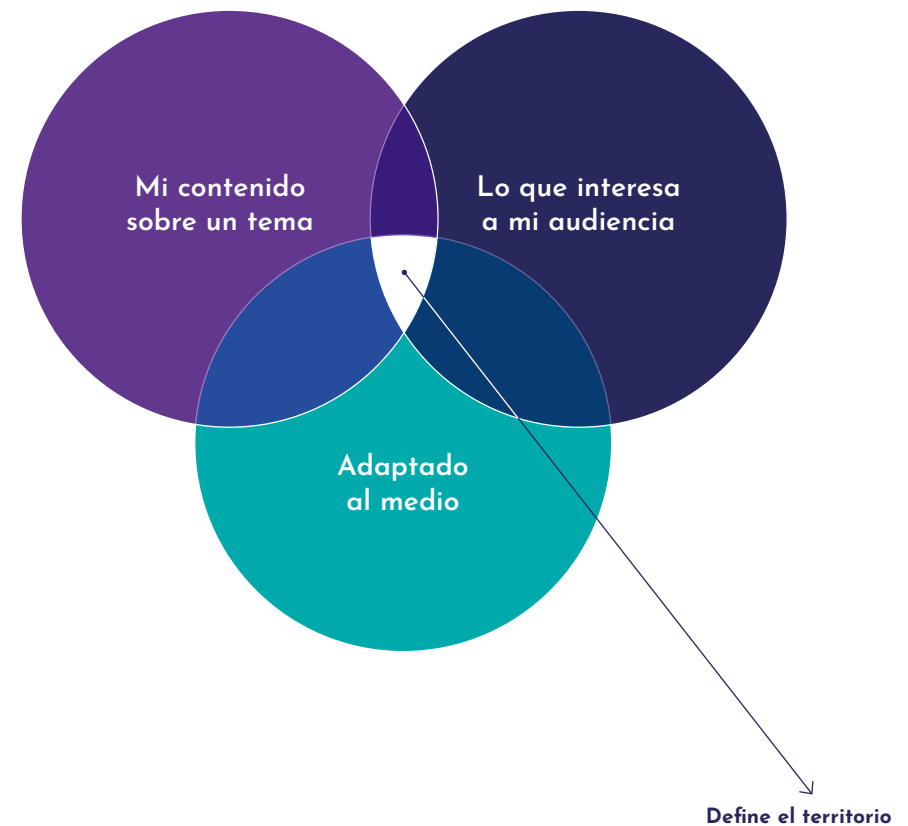 Mi contenido
sobre un tema
Lo que interesa
a mi audiencia
Adaptado
al medio
Define el territorio